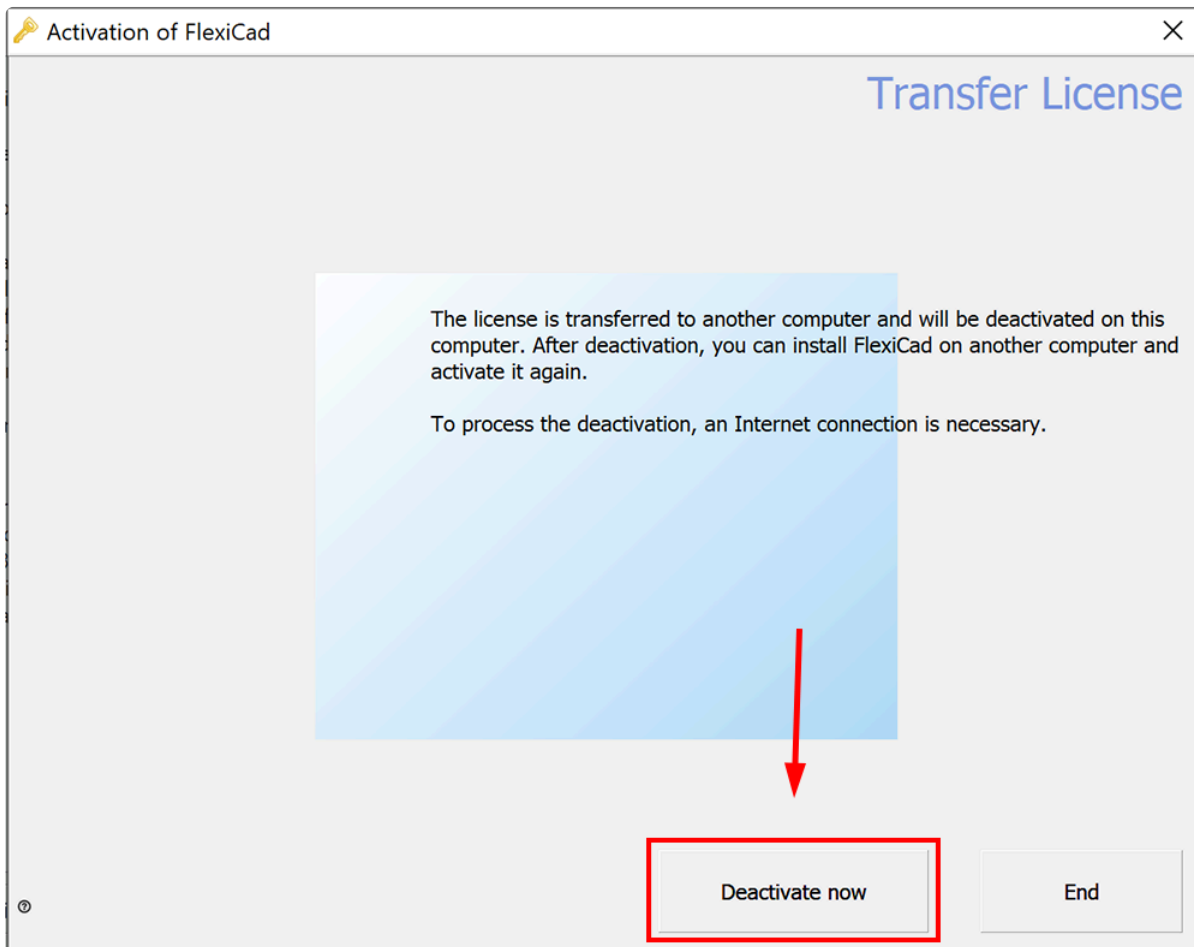 Activation of FlexiCad
Transfer License
The license is transferred to another computer and will be deactivated on this
computer. After deactivation, you can install FlexiCad on another computer and
activate it again.
To process the deactivation, an Internet connection is necessary.
Deactivate now
End